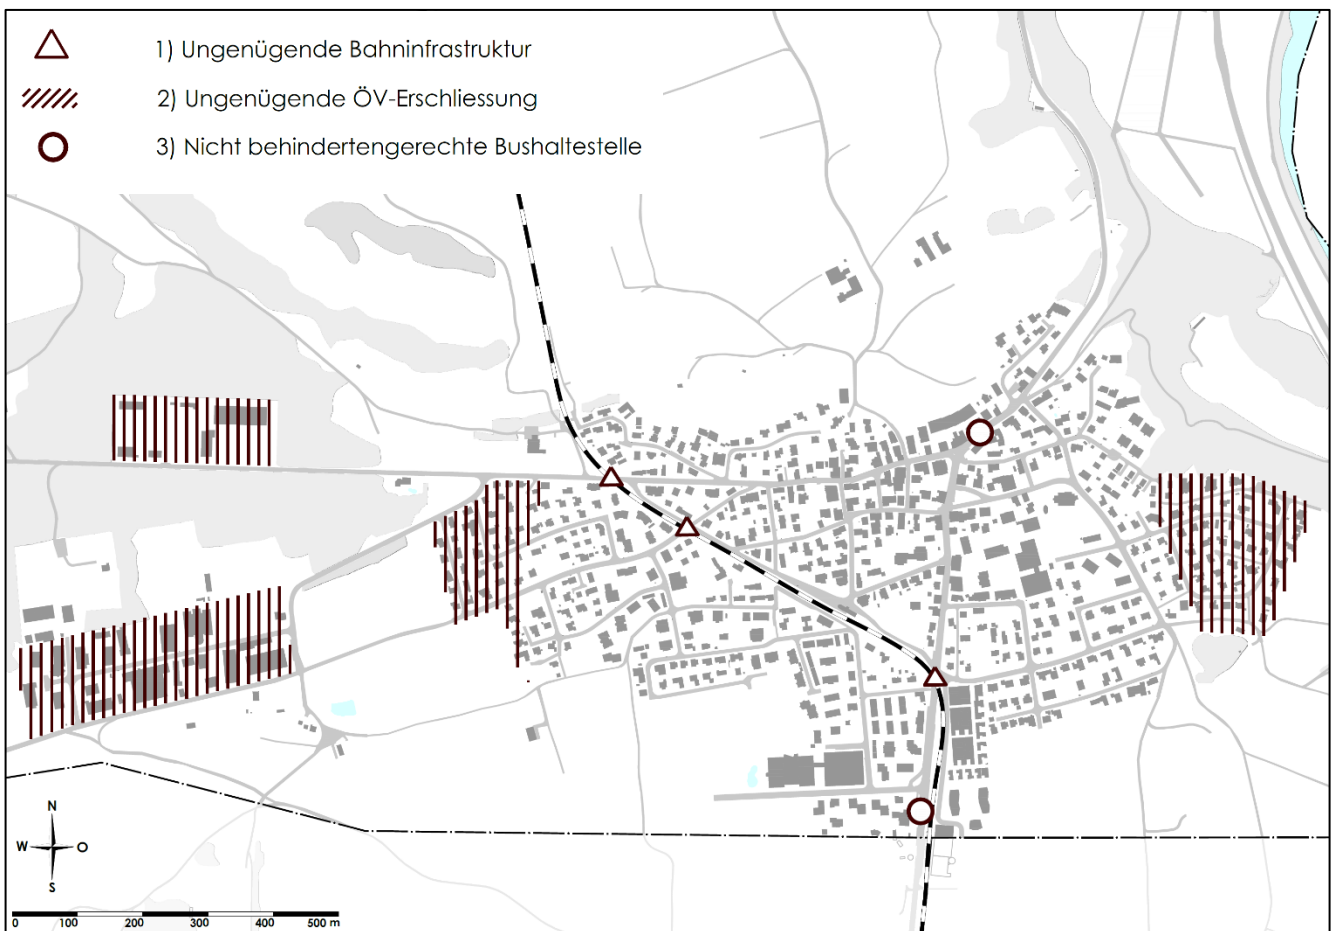 1) Ungenügende Bahninfrastruktur
2) Ungenügende ÖV-Erschliessung
3) Nicht behindertengerechte Bushaltestelle
N
W O
S
0 100 200 300 400 500 m